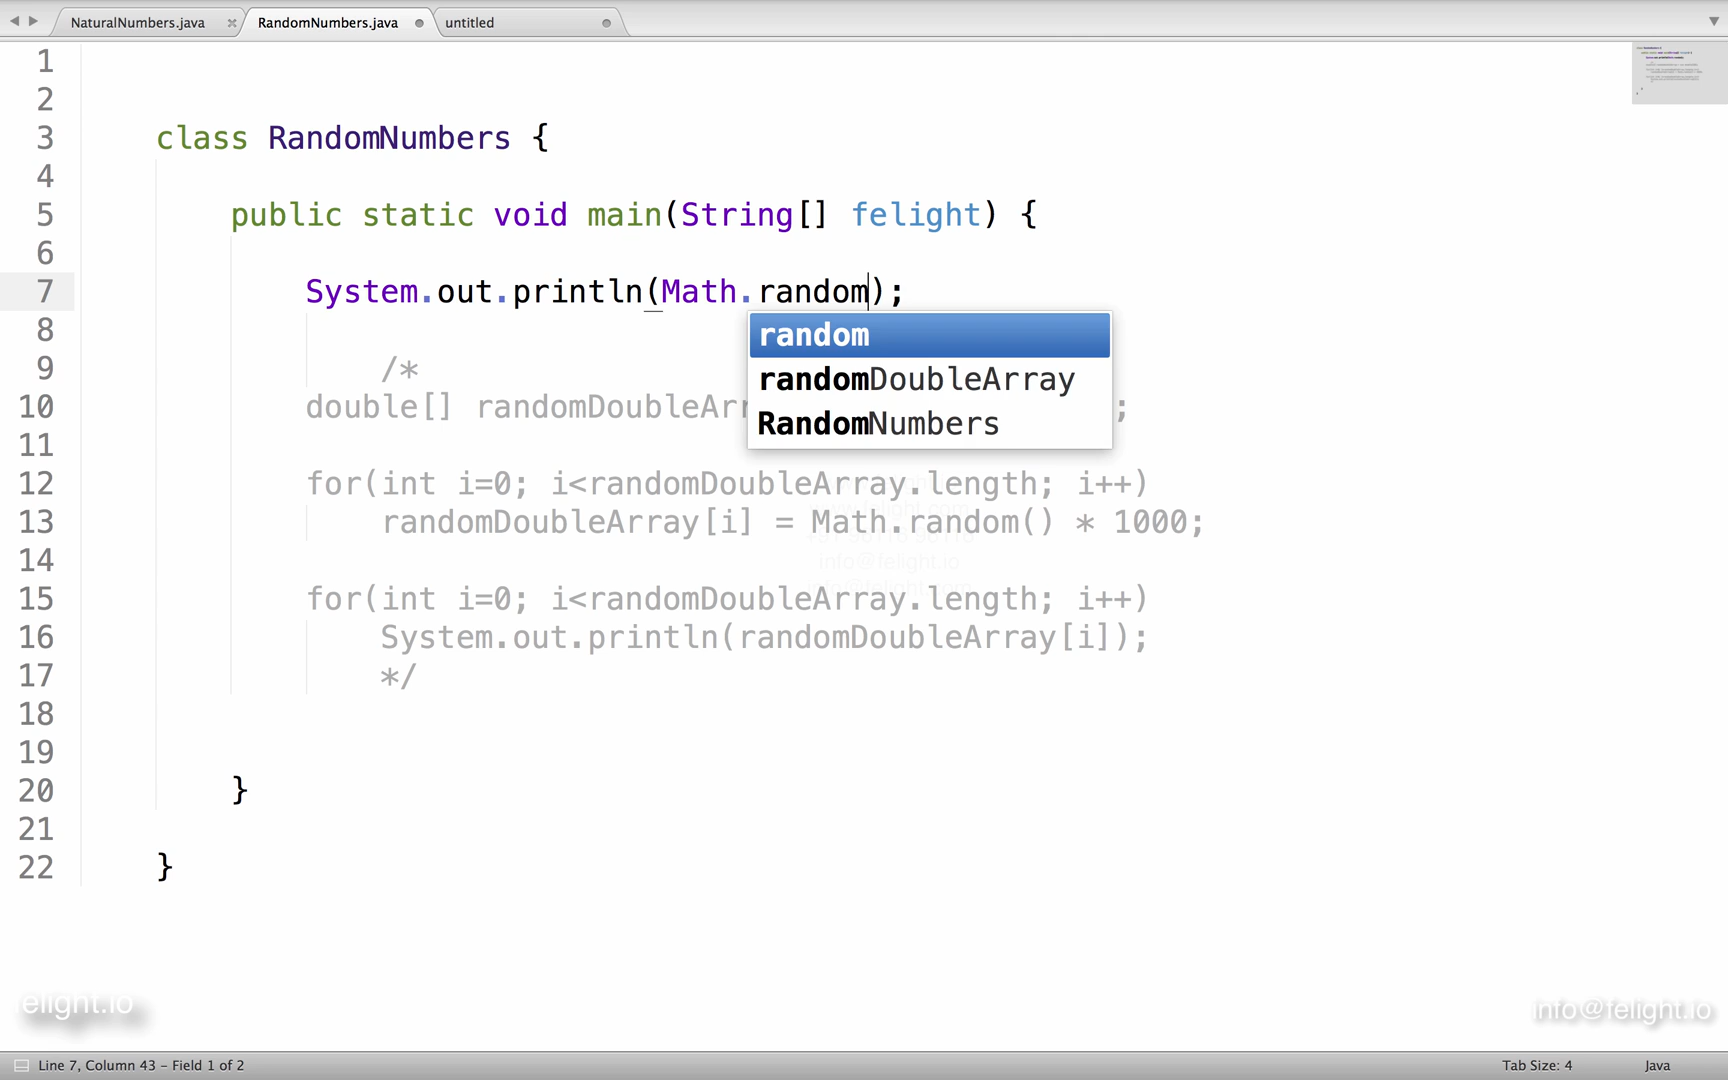 NaturalNumbers.java
RandomNumbers.java
untitled
1
2
3 class RandomNumbers {
4
5 public static void main(String[] felight) {
6
7 System.out.println(Math.random);
random
8
9 /*
randomDoubleArray
10 double[] randomDoubleArr ;
RandomNumbers
11
12 for(int i=0; i<randomDoubleArray.length; i++)
13 randomDoubleArray[i] = Math.random() * 1000;
14
info@felight.io
15 for(int i=0; i<randomDoubleArray.length; i++)
16 System.out.println(randomDoubleArray[i]);
17 */
18
19
20 }
21
22 }
elight.io
info@felight.io
Line 7, Column 43 – Field 1 of 2
Tab Size: 4
Java